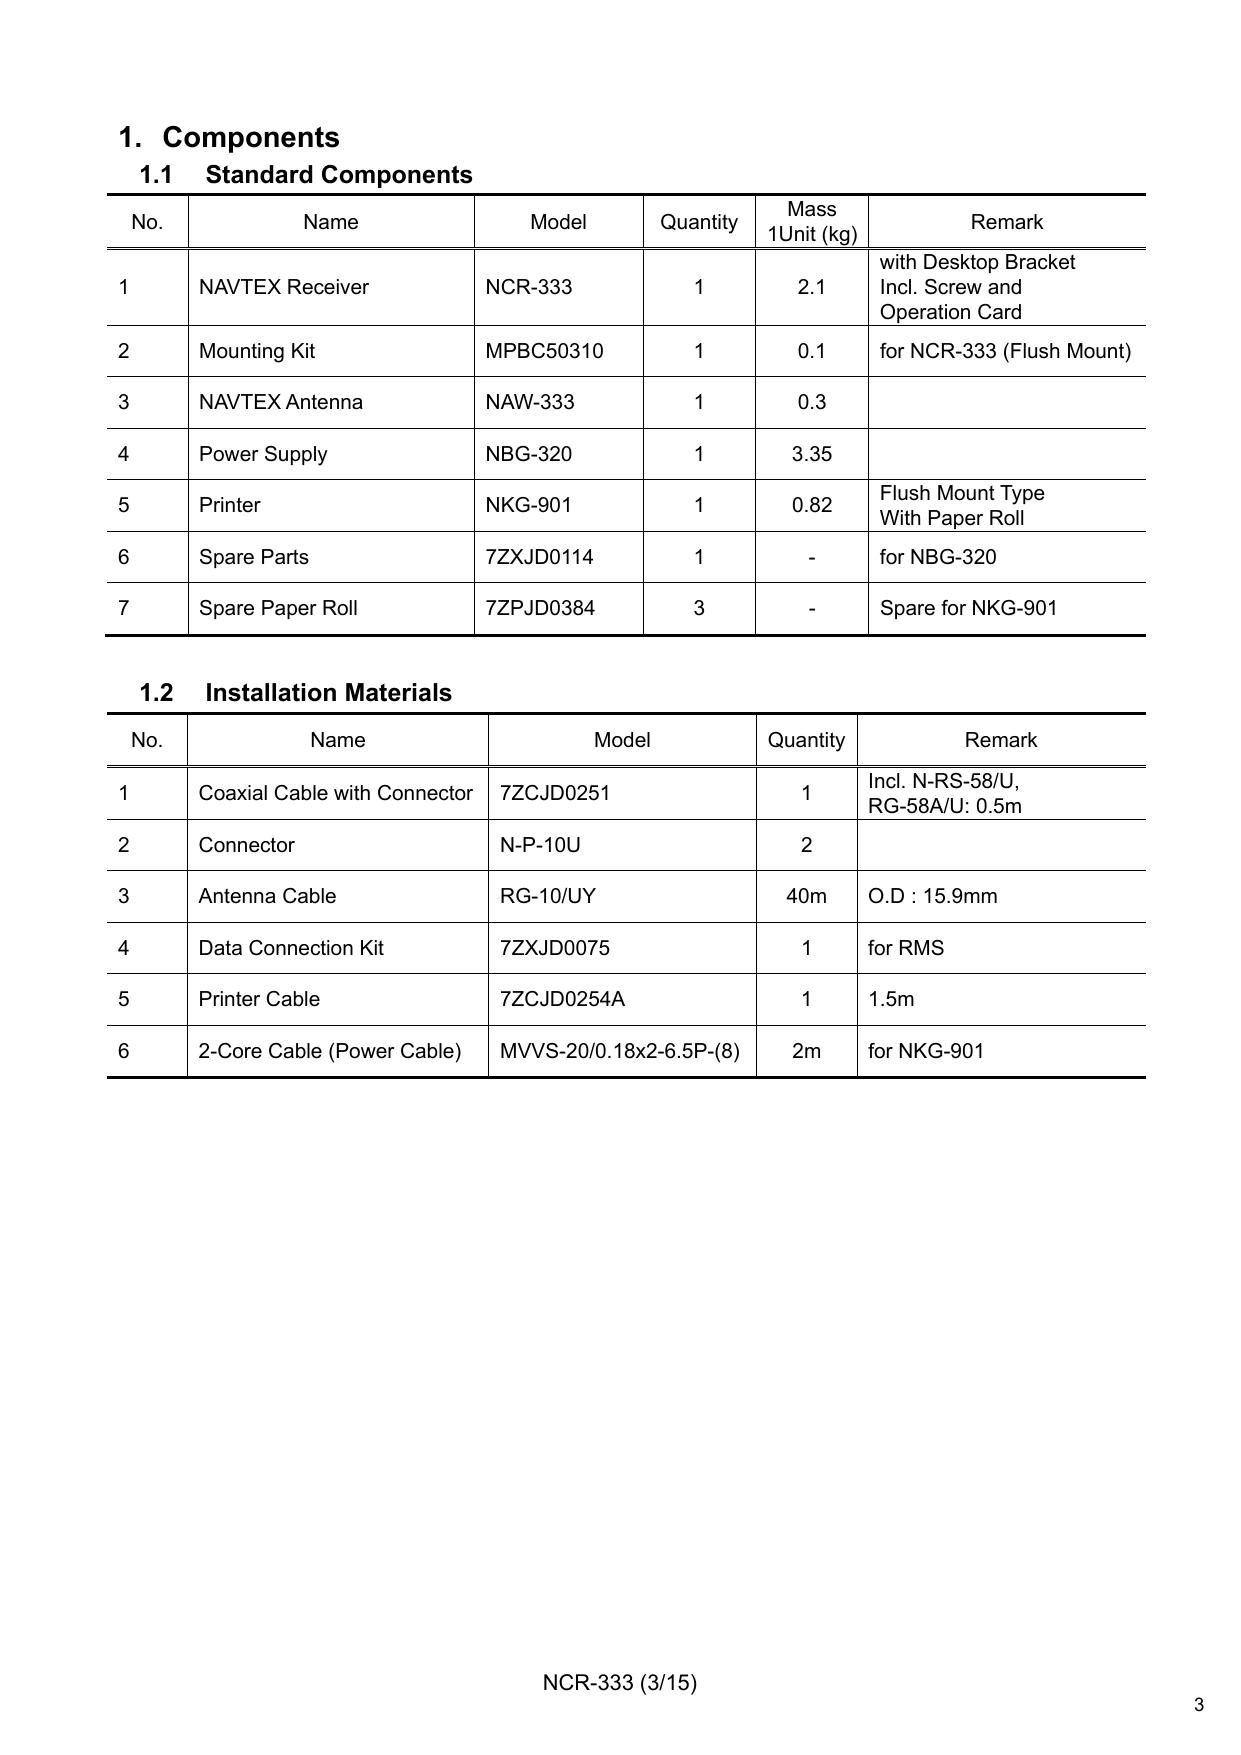 1. Components
1.1 Standard Components
No. Name Model Quantity Mass 1Unit (kg) Remark
1 NAVTEX Receiver NCR-333 1 2.1 with Desktop Bracket
Incl. Screw and
Operation Card
2 Mounting Kit MPBC50310 1 0.1 for NCR-333 (Flush Mount)
3 NAVTEX Antenna NAW-333 1 0.3
4 Power Supply NBG-320 1 3.35
5 Printer NKG-901 1 0.82 Flush Mount Type
With Paper Roll
6 Spare Parts 7ZXJD0114 1 - for NBG-320
7 Spare Paper Roll 7ZPJD0384 3 - Spare for NKG-901
1.2 Installation Materials
No. Name Model Quantity Remark
1 Coaxial Cable with Connector 7ZCJD0251 1 Incl. N-RS-58/U,
RG-58A/U: 0.5m
2 Connector N-P-10U 2
3 Antenna Cable RG-10/UY 40m O.D : 15.9mm
4 Data Connection Kit 7ZXJD0075 1 for RMS
5 Printer Cable 7ZCJD0254A 1 1.5m
6 2-Core Cable (Power Cable) MVVS-20/0.18x2-6.5P-(8) 2m for NKG-901
NCR-333 (3/15)
3